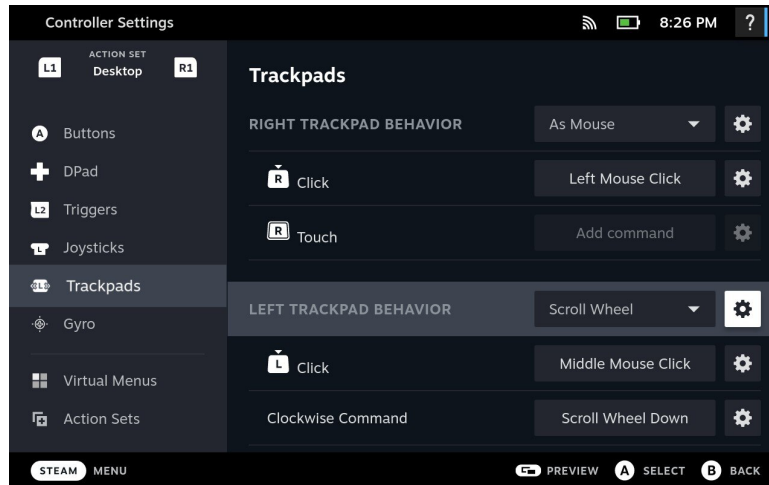 Controller Settings
8:26 PM
?
L1
ACTION SET
Desktop
R1
A Buttons
DPad
L2 Triggers
L Joysticks
L Trackpads
Gyro
Virtual Menus
Action Sets
Trackpads
RIGHT TRACKPAD BEHAVIOR
As Mouse
R Click
Left Mouse Click
R Touch
Add command
LEFT TRACKPAD BEHAVIOR
Scroll Wheel
L Click
Middle Mouse Click
Clockwise Command
Scroll Wheel Down
STEAM MENU
PREVIEW
A SELECT
B BACK